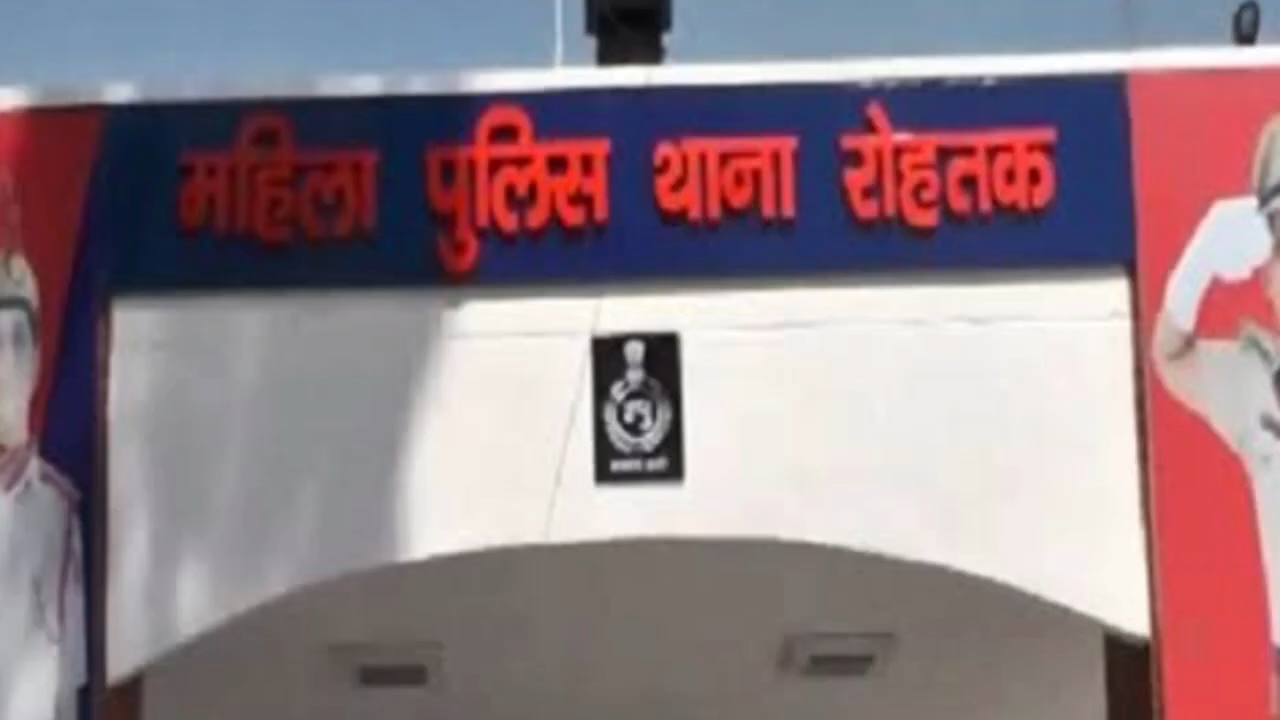 महिला पुलिस थाना रोहतक